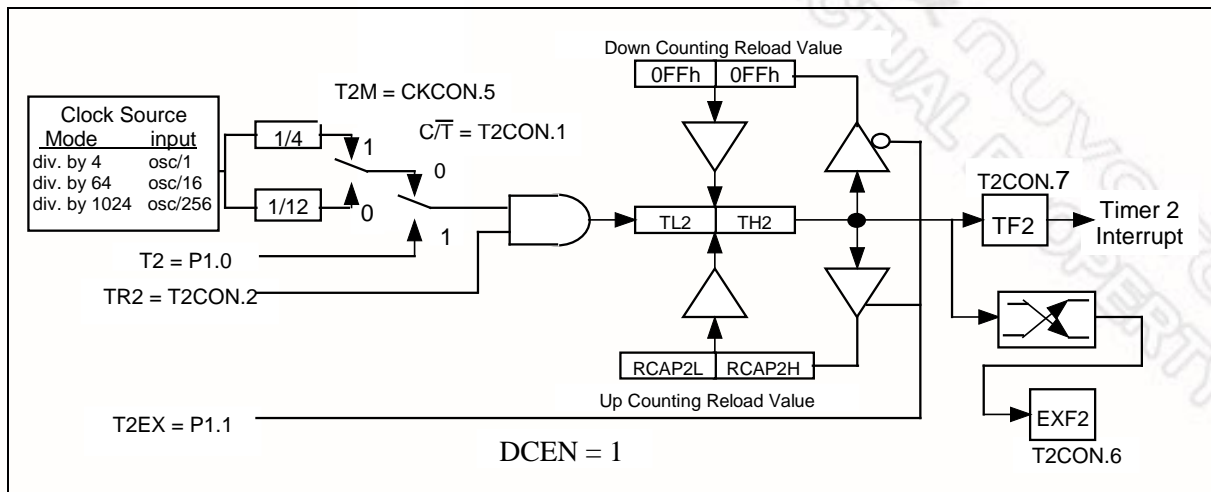 Down Counting Reload Value
0FFh 0FFh
T2M = CKCON.5
C/T̅ = T2CON.1
Clock Source
Mode input
div. by 4 osc/1
div. by 64 osc/16
div. by 1024 osc/256
1/4
1
0
1/12
0
1
T2 = P1.0
TR2 = T2CON.2
TL2 TH2
T2CON.7
TF2
Timer 2
Interrupt
RCAP2L RCAP2H
Up Counting Reload Value
T2EX = P1.1
DCEN = 1
EXF2
T2CON.6